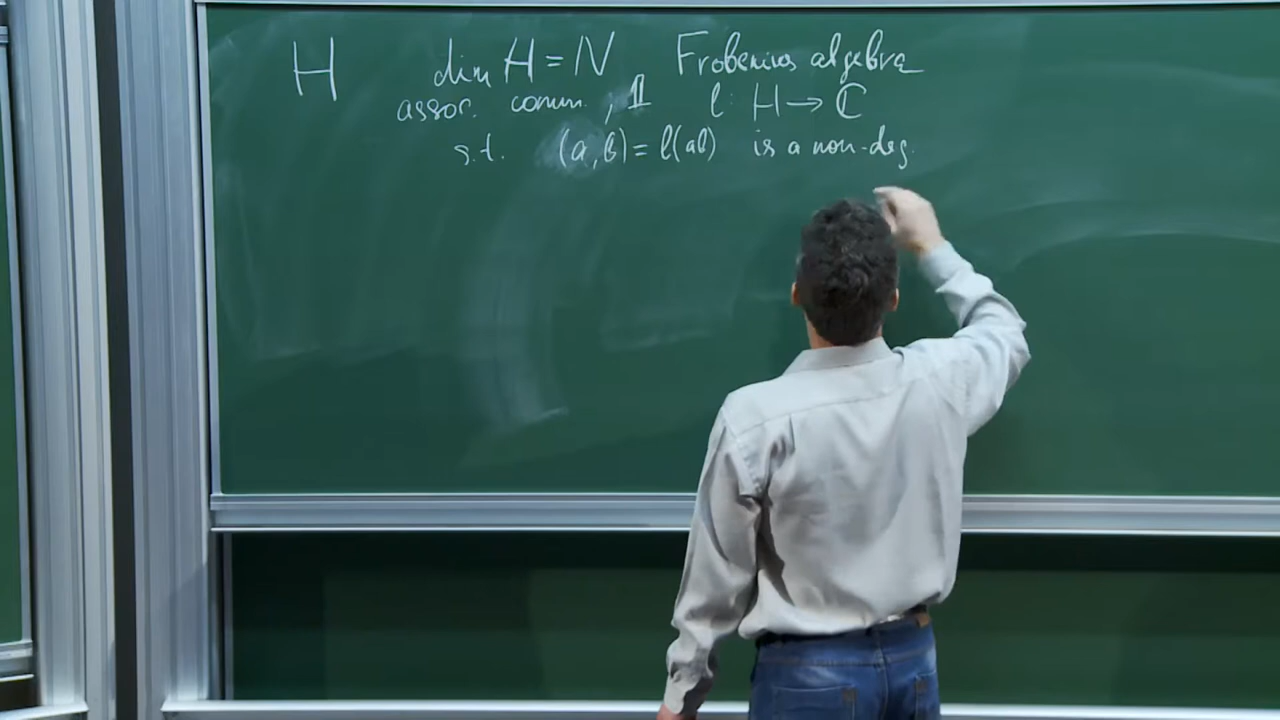 H dim H = N Frobenius algebra
assoc. comm., 𝟙 l: H → ℂ
s.t. (a,b) = l(ab) is a non-deg.